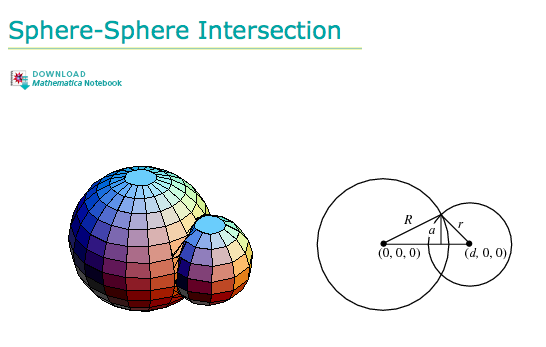 Sphere-Sphere Intersection
DOWNLOAD
Mathematica Notebook
R
a
r
(0, 0, 0)
(d, 0, 0)